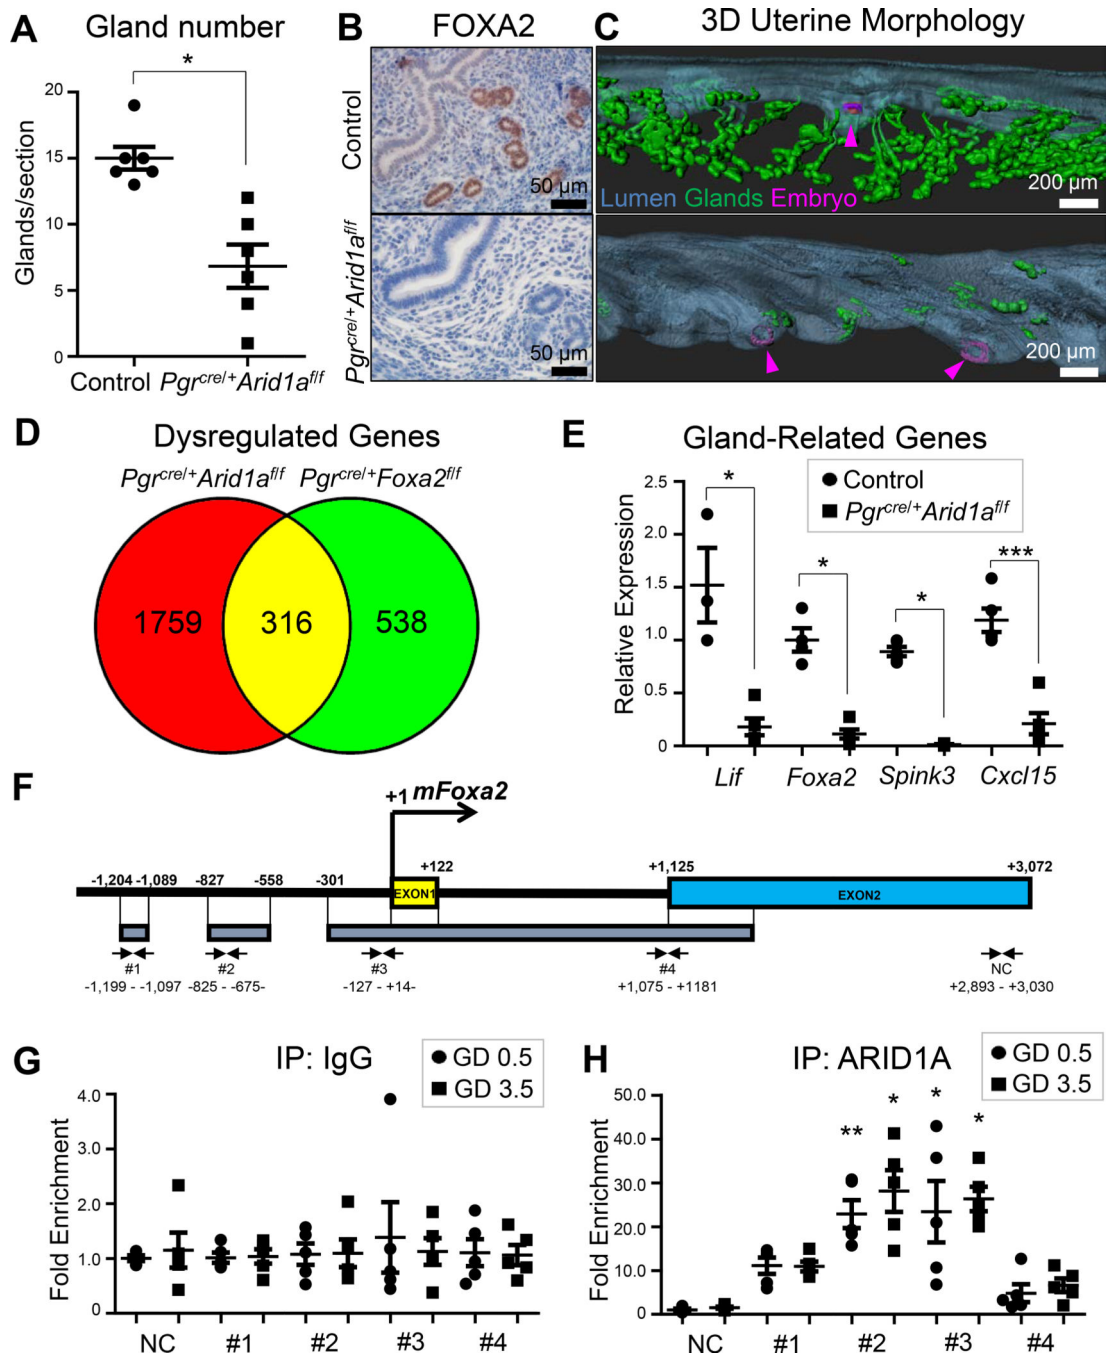 A Gland number
*
Glands/section
20
15
10
5
0
Control Pgrcre/+Arid1af/f
B FOXA2
Control
50 µm
Pgrcre/+Arid1af/f
50 µm
C 3D Uterine Morphology
Lumen Glands Embryo
200 µm
200 µm
D Dysregulated Genes
Pgrcre/+Arid1af/f Pgrcre/+Foxa2f/f
1759 316 538
E Gland-Related Genes
Control
Pgrcre/+Arid1af/f
Relative Expression
2.5
2.0
1.5
1.0
0.5
0
* * * ***
Lif Foxa2 Spink3 Cxcl15
F
+1 mFoxa2
-1,204 -1,089 -827 -558 -301 +122 +1,125 +3,072
EXON1 EXON2
#1 #2 #3 #4 NC
-1,199 - -1,097 -825 - -675- -127 - +14- +1,075 - +1181 +2,893 - +3,030
G IP: IgG
GD 0.5
GD 3.5
Fold Enrichment
4.0
3.0
2.0
1.0
0
NC #1 #2 #3 #4
H IP: ARID1A
GD 0.5
GD 3.5
Fold Enrichment
50.0
40.0
30.0
20.0
10.0
0
** * * *
NC #1 #2 #3 #4